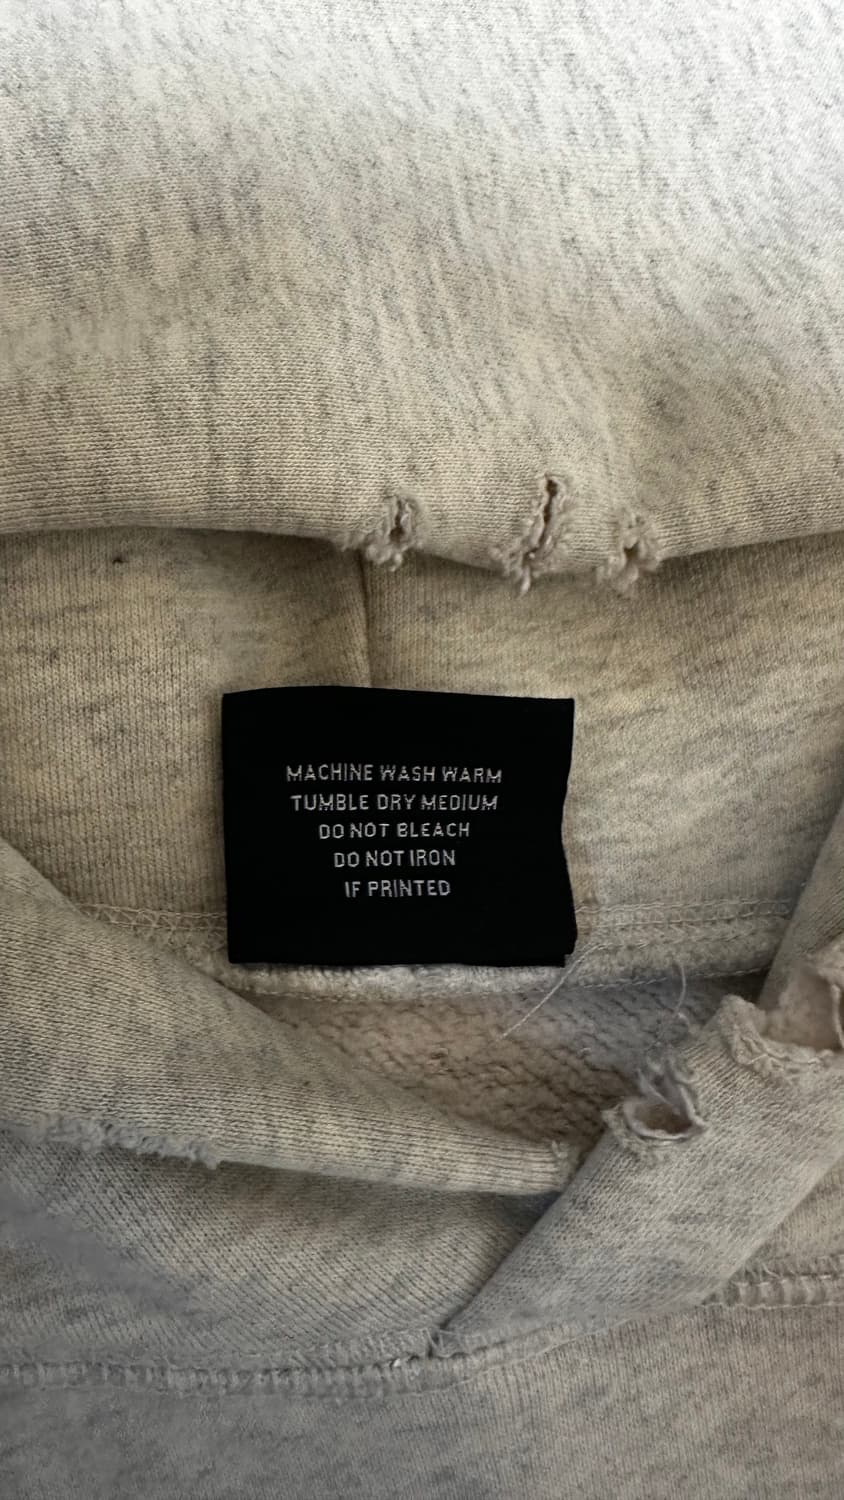 MACHINE WASH WARM
TUMBLE DRY MEDIUM
DO NOT BLEACH
DO NOT IRON
IF PRINTED